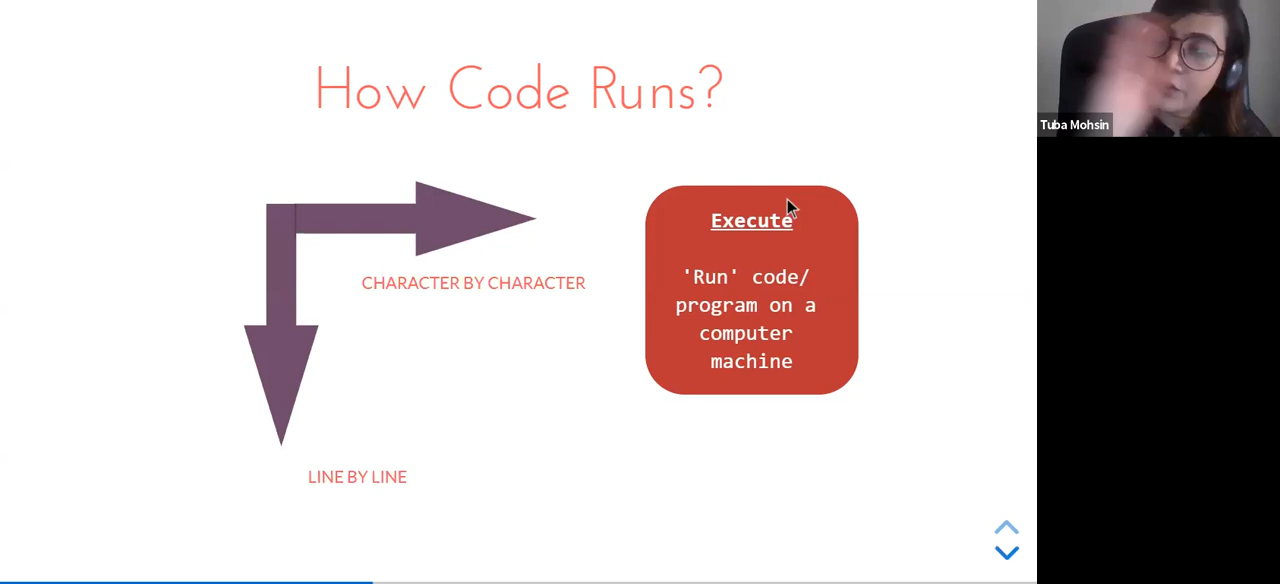 How Code Runs?
Tuba Mohsin
Execute
CHARACTER BY CHARACTER
'Run' code/
program on a
computer
machine
LINE BY LINE